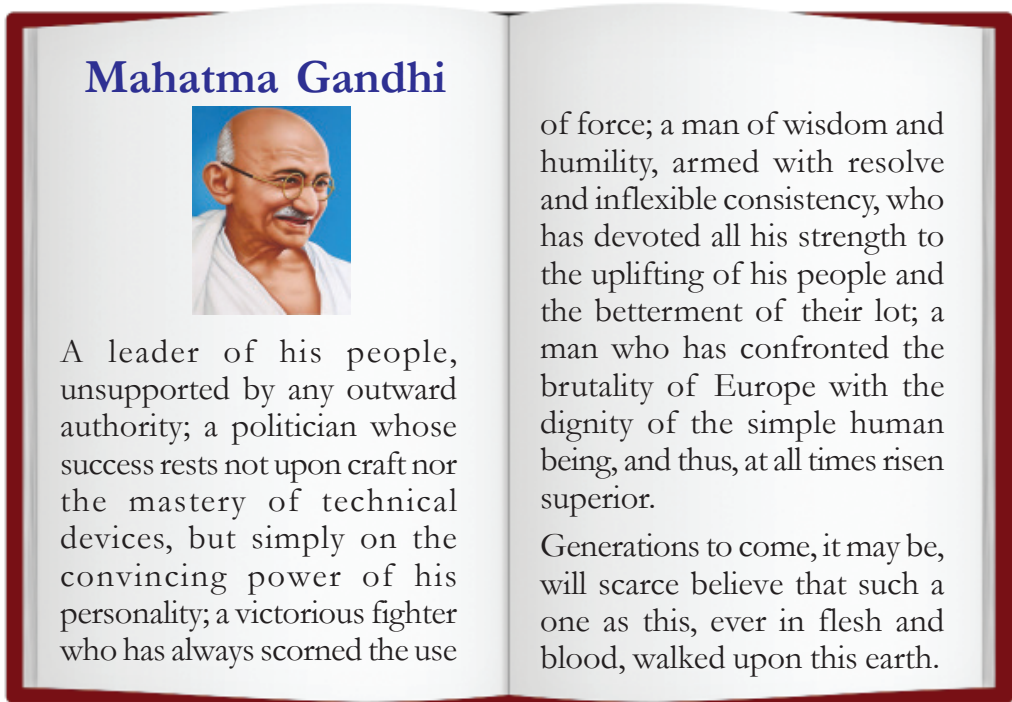 Mahatma Gandhi
A leader of his people,
unsupported by any outward
authority; a politician whose
success rests not upon craft nor
the mastery of technical
devices, but simply on the
convincing power of his
personality; a victorious fighter
who has always scorned the use
of force; a man of wisdom and
humility, armed with resolve
and inflexible consistency, who
has devoted all his strength to
the uplifting of his people and
the betterment of their lot; a
man who has confronted the
brutality of Europe with the
dignity of the simple human
being, and thus, at all times risen
superior.
Generations to come, it may be,
will scarce believe that such a
one as this, ever in flesh and
blood, walked upon this earth.